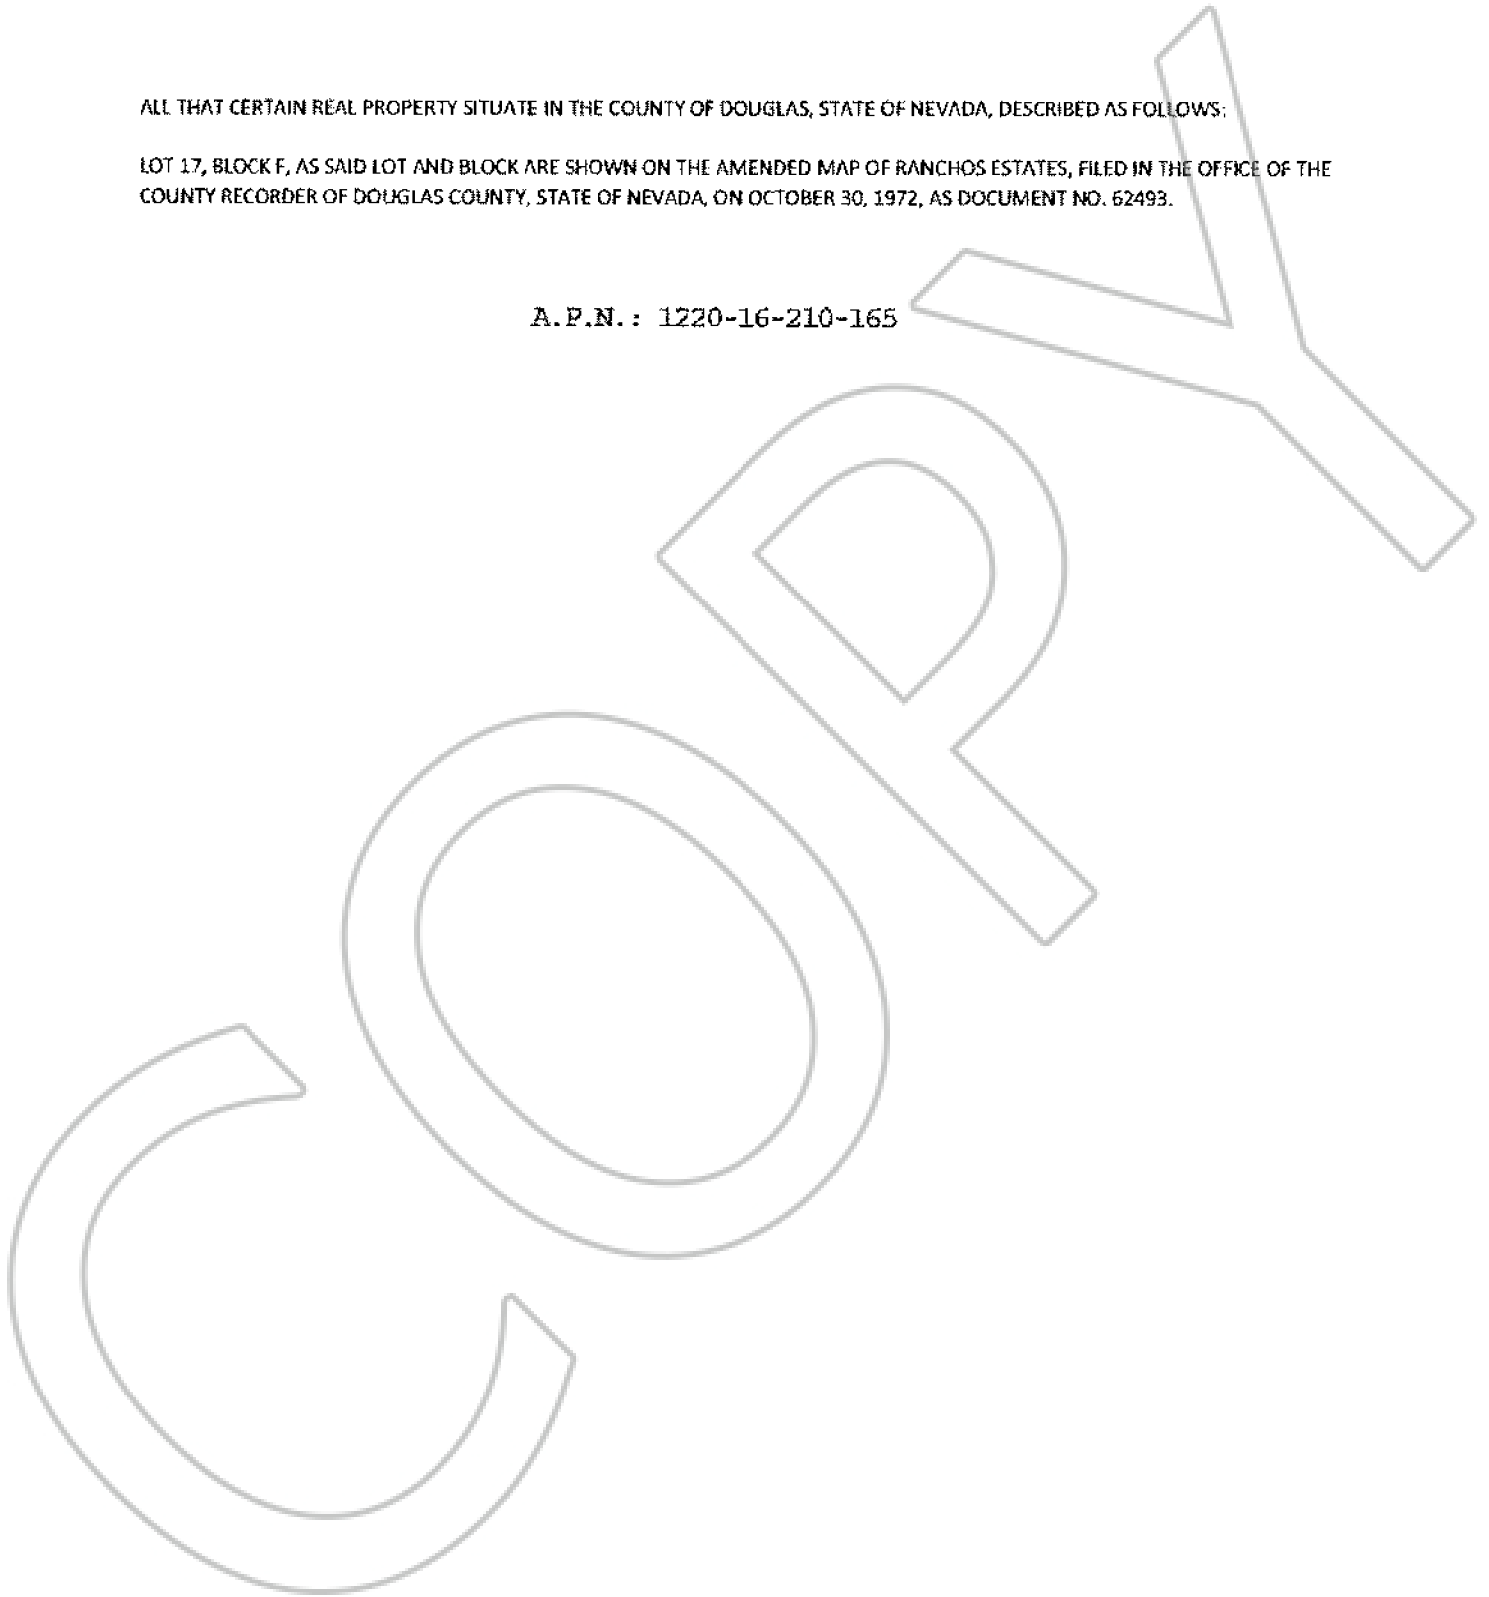 ALL THAT CERTAIN REAL PROPERTY SITUATE IN THE COUNTY OF DOUGLAS, STATE OF NEVADA, DESCRIBED AS FOLLOWS:
LOT 17, BLOCK F, AS SAID LOT AND BLOCK ARE SHOWN ON THE AMENDED MAP OF RANCHOS ESTATES, FILED IN THE OFFICE OF THE
COUNTY RECORDER OF DOUGLAS COUNTY, STATE OF NEVADA, ON OCTOBER 30, 1972, AS DOCUMENT NO. 62493.
A.P.N.: 1220-16-210-165
COPY